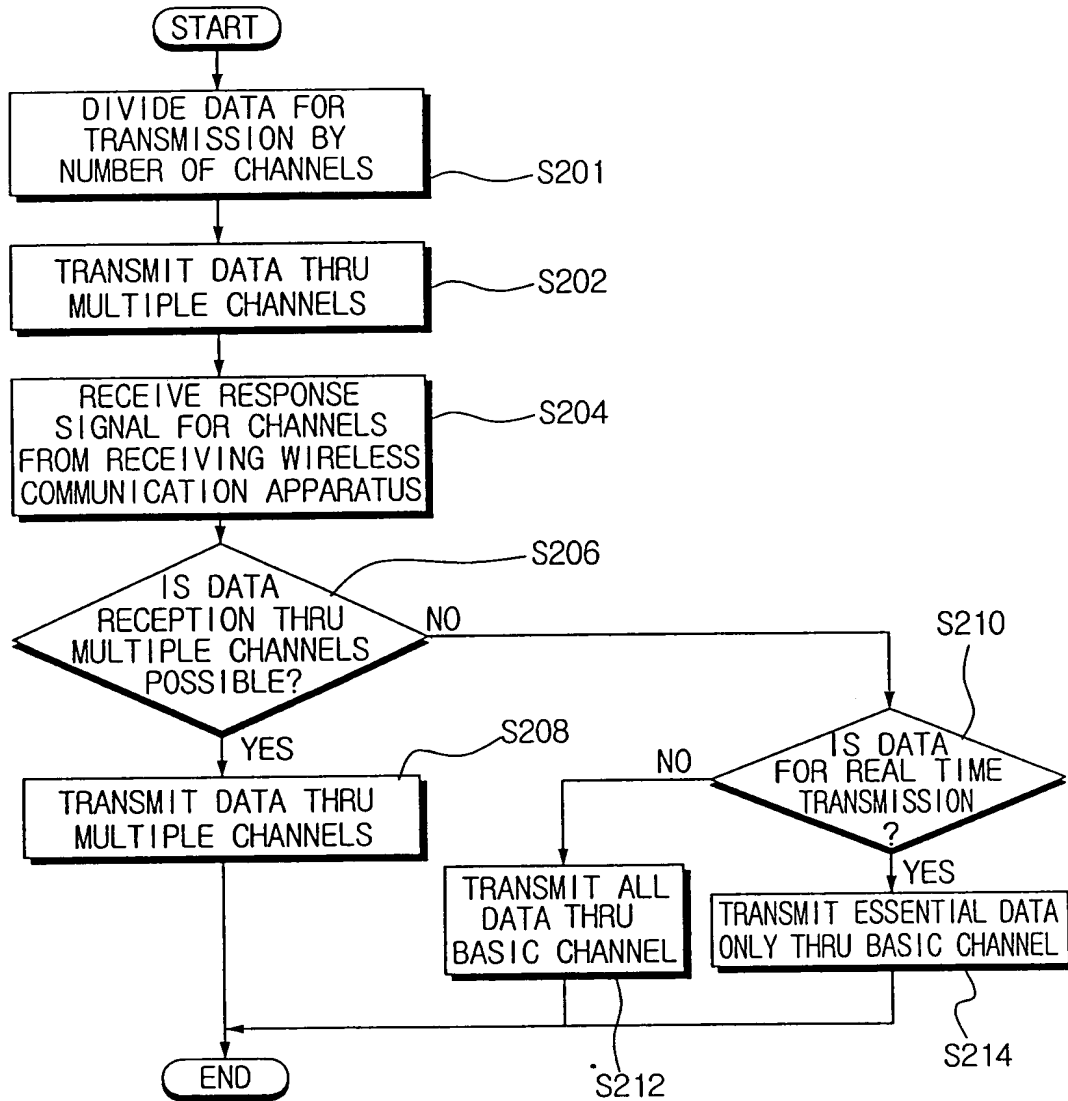 START
DIVIDE DATA FOR
TRANSMISSION BY
NUMBER OF CHANNELS
S201
TRANSMIT DATA THRU
MULTIPLE CHANNELS
S202
RECEIVE RESPONSE
SIGNAL FOR CHANNELS
FROM RECEIVING WIRELESS
COMMUNICATION APPARATUS
S204
IS DATA
RECEPTION THRU
MULTIPLE CHANNELS
POSSIBLE?
S206
NO
YES
TRANSMIT DATA THRU
MULTIPLE CHANNELS
S208
IS DATA
FOR REAL TIME
TRANSMISSION
?
S210
NO
YES
TRANSMIT ALL
DATA THRU
BASIC CHANNEL
S212
TRANSMIT ESSENTIAL DATA
ONLY THRU BASIC CHANNEL
S214
END